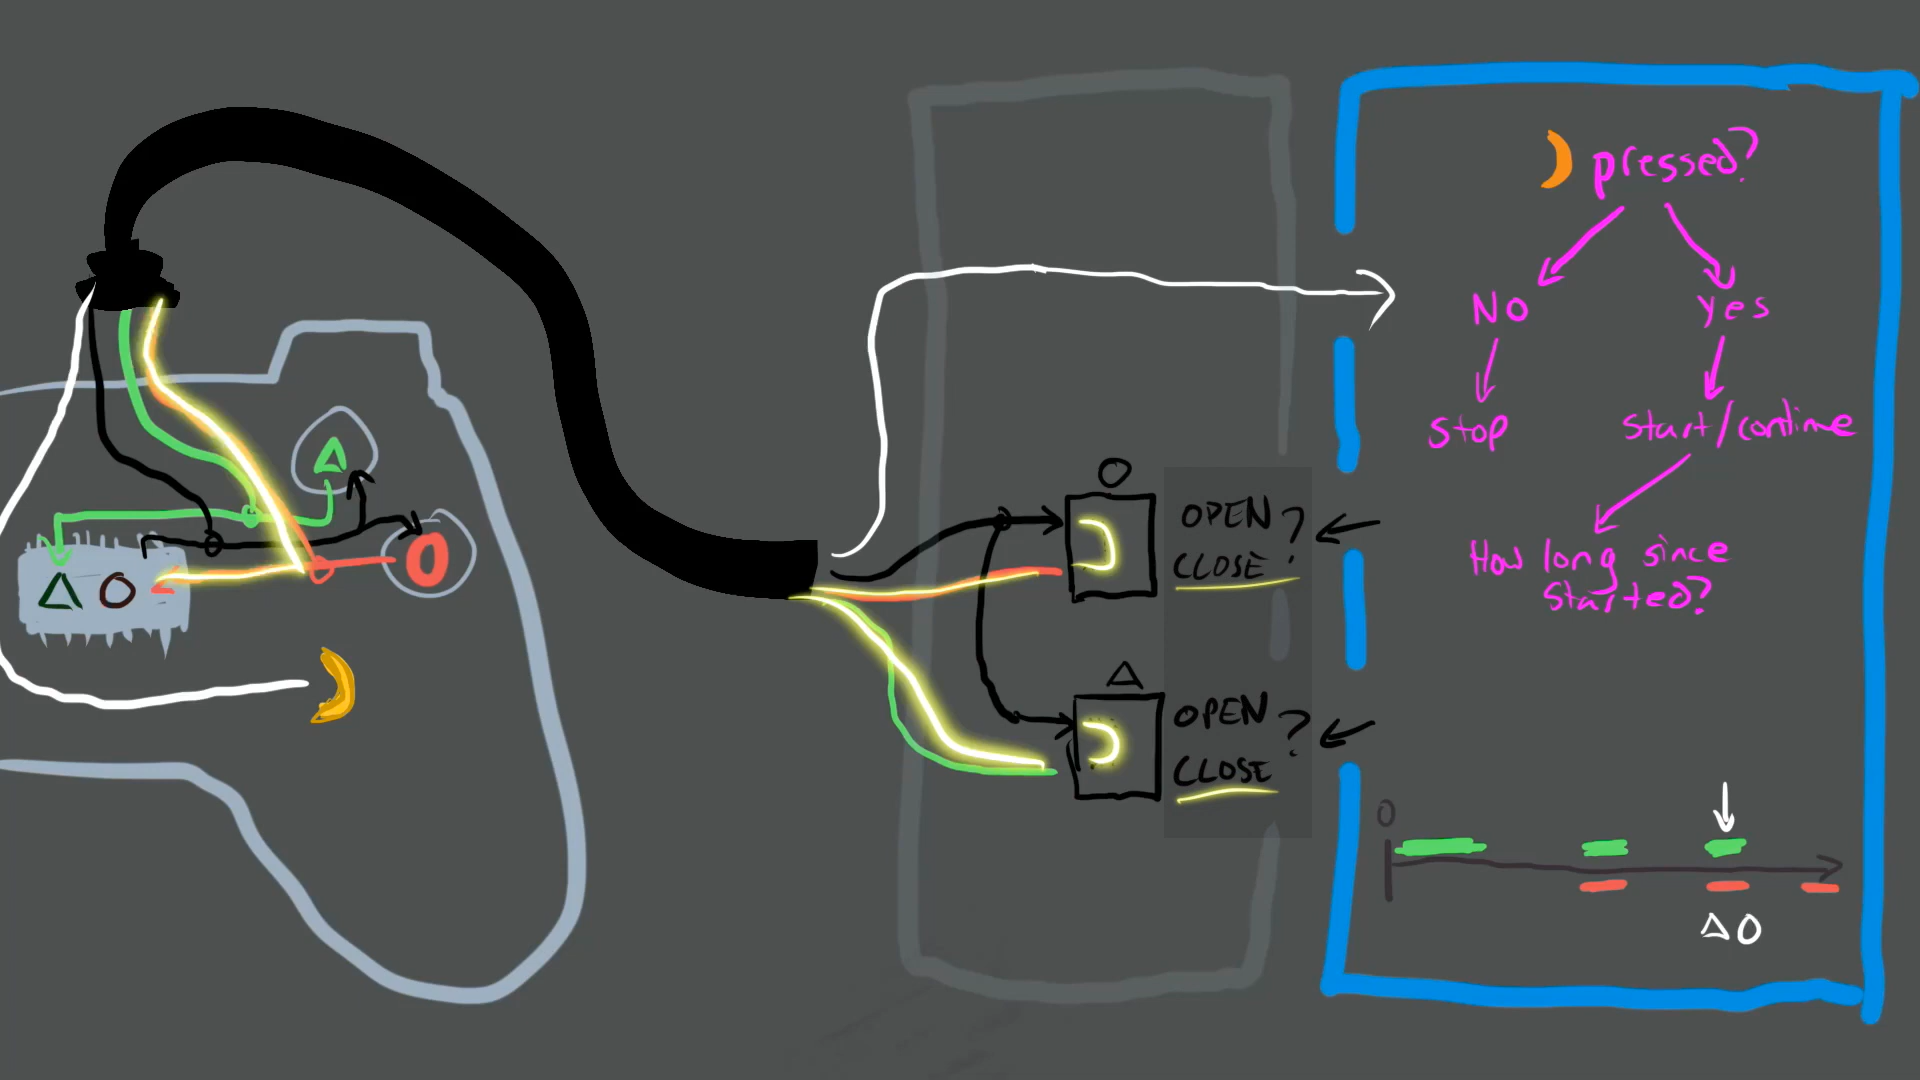 pressed?
No
Yes
Stop
Start/continue
How long since
Started?
OPEN
CLOSE ?
OPEN
CLOSE ?
Δ O
Δ
O
O
Δ
0
Δ O